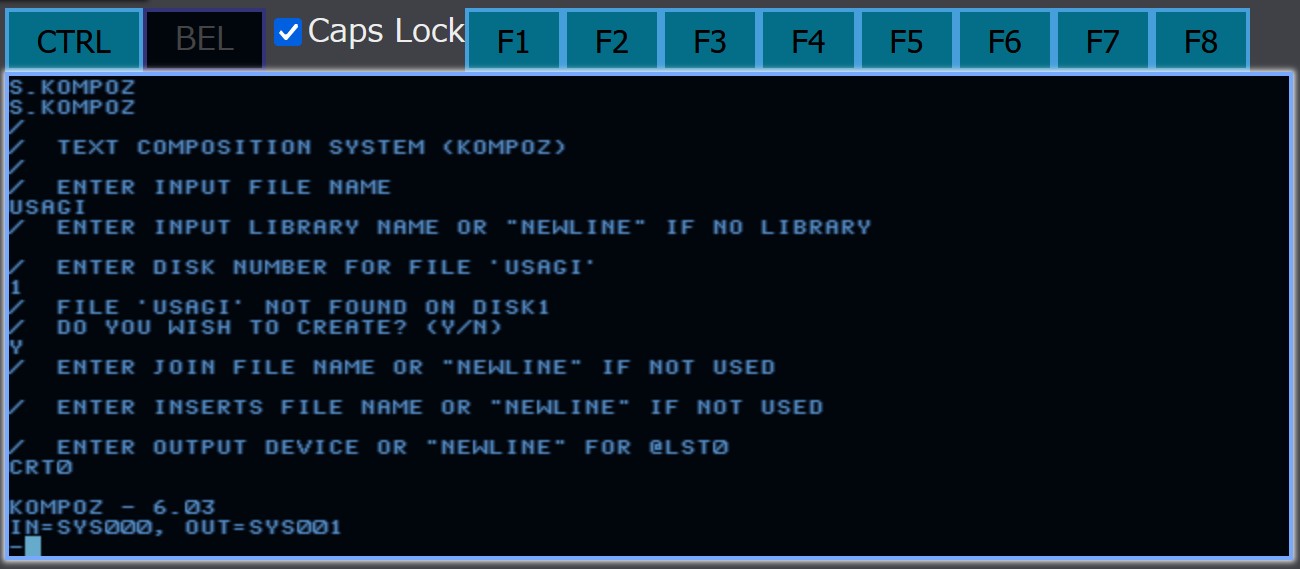 CTRL BEL Caps Lock F1 F2 F3 F4 F5 F6 F7 F8
S.KOMPOZ
S.KOMPOZ
/
/  TEXT COMPOSITION SYSTEM (KOMPOZ)
/
/  ENTER INPUT FILE NAME
USAGI
/  ENTER INPUT LIBRARY NAME OR "NEWLINE" IF NO LIBRARY
/  ENTER DISK NUMBER FOR FILE 'USAGI'
1
/  FILE 'USAGI' NOT FOUND ON DISK1
/  DO YOU WISH TO CREATE? (Y/N)
Y
/  ENTER JOIN FILE NAME OR "NEWLINE" IF NOT USED
/  ENTER INSERTS FILE NAME OR "NEWLINE" IF NOT USED
/  ENTER OUTPUT DEVICE OR "NEWLINE" FOR @LST0
CRT0
KOMPOZ - 6.03
IN=SYS000, OUT=SYS001
-